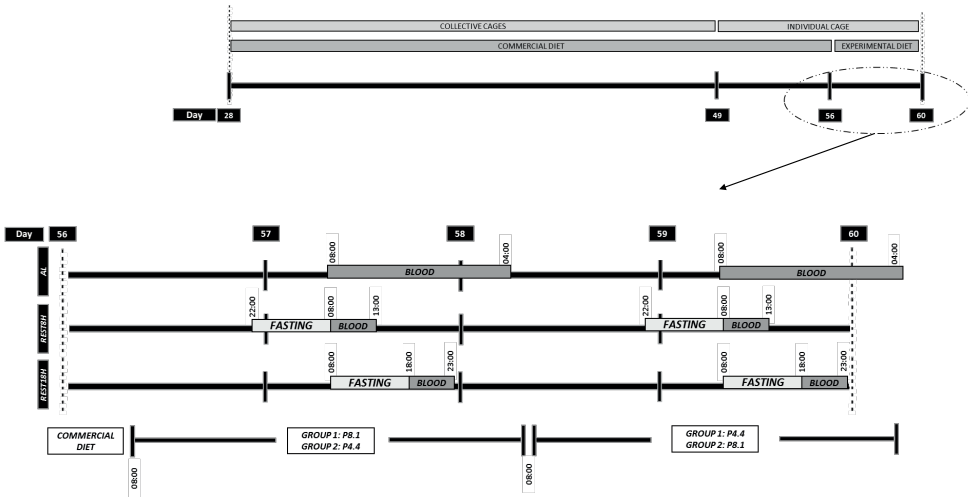 COLLECTIVE CAGES INDIVIDUAL CAGE
COMMERCIAL DIET EXPERIMENTAL DIET
Day 28 49 56 60
Day 56 57 58 59 60
AL 08:00 BLOOD 04:00 08:00 BLOOD 04:00
REST8H 22:00 FASTING 08:00 BLOOD 13:00 22:00 FASTING 08:00 BLOOD 13:00
REST18H 08:00 FASTING 18:00 BLOOD 23:00 08:00 FASTING 18:00 BLOOD 23:00
COMMERCIAL
DIET
GROUP 1: P8.1
GROUP 2: P4.4
GROUP 1: P4.4
GROUP 2: P8.1
08:00 08:00